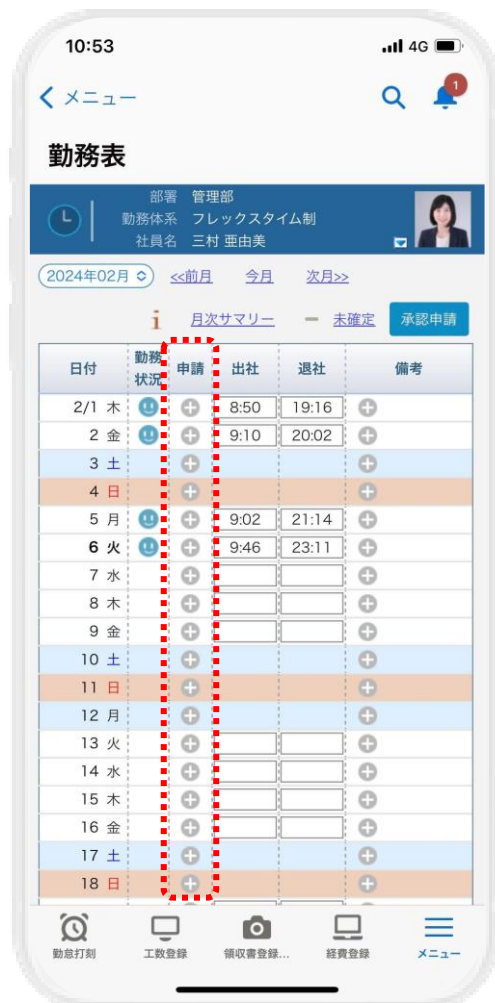 10:53
4G
メニュー
1
勤務表
部署 管理部
勤務体系 フレックスタイム制
社員名 三村 亜由美
2024年02月 <<前月 今月 次月>>
i 月次サマリー ー 未確定 承認申請
日付 勤務状況 申請 出社 退社 備考
2/1 木 8:50 19:16
2 金 9:10 20:02
3 土
4 日
5 月 9:02 21:14
6 火 9:46 23:11
7 水
8 木
9 金
10 土
11 日
12 月
13 火
14 水
15 木
16 金
17 土
18 日
勤怠打刻 工数登録 領収書登録... 経費登録 メニュー